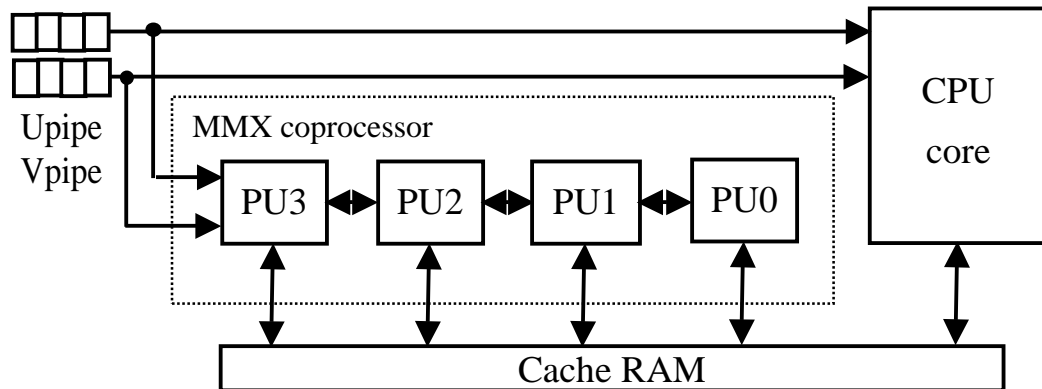 Upipe
Vpipe
MMX coprocessor
CPU
core
PU3 PU2 PU1 PU0
Cache RAM